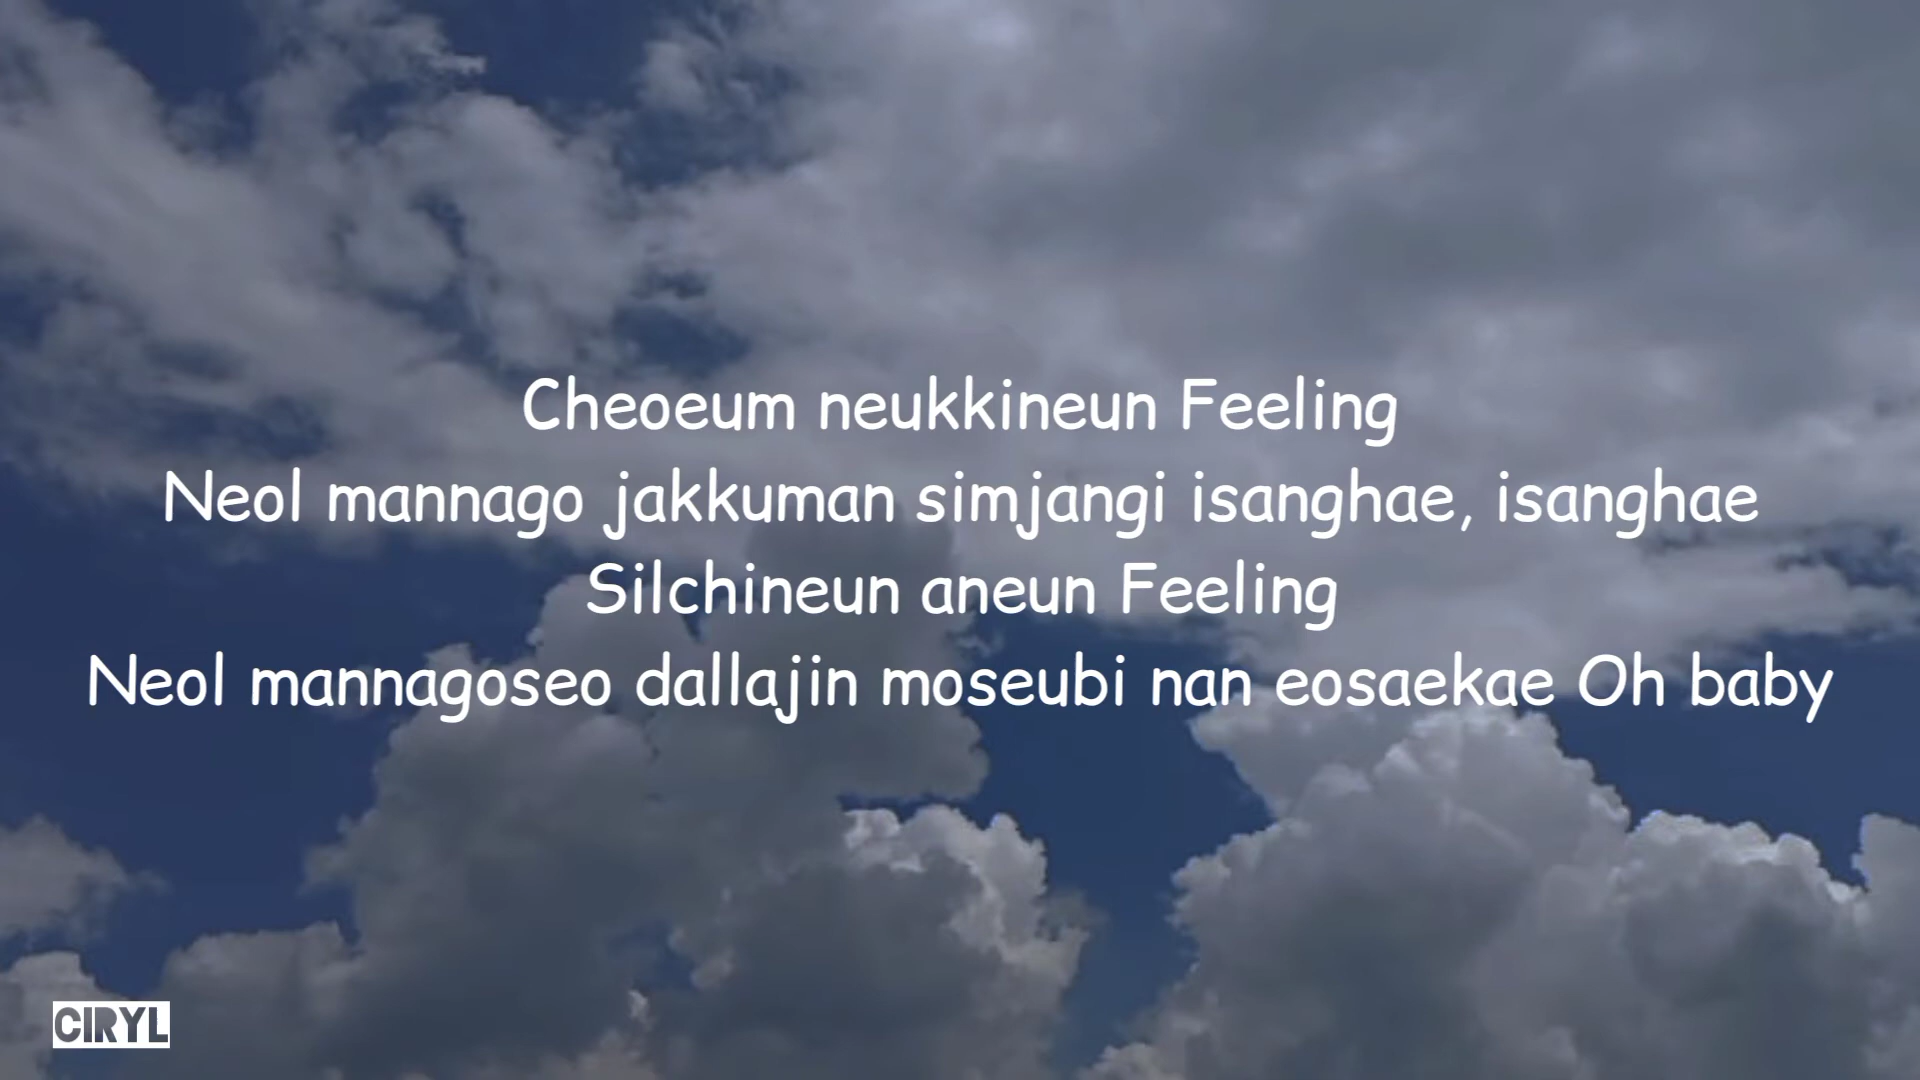 Cheoeum neukkineun Feeling
Neol mannago jakkuman simjangi isanghae, isanghae
Silchineun aneun Feeling
Neol mannagoseo dallajin moseubi nan eosaekae Oh baby
CIRYL